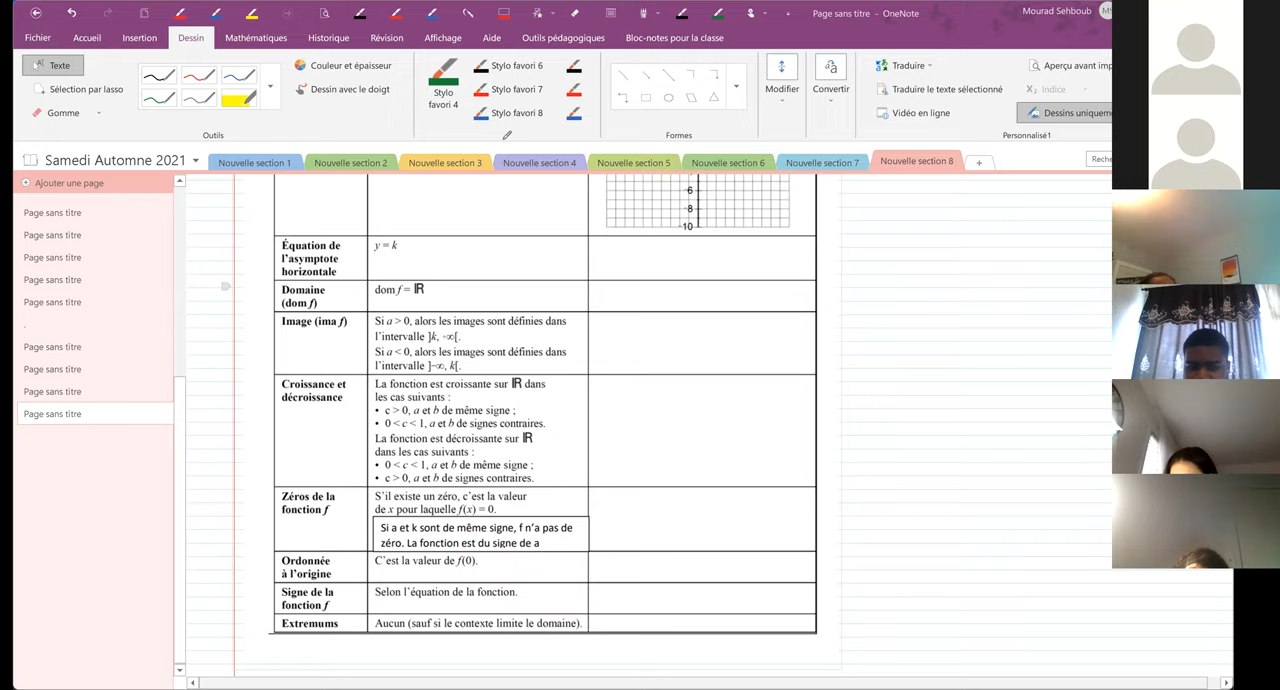 Page sans titre - OneNote
Mourad Sehboub
Fichier Accueil Insertion Dessin Mathématiques Historique Révision Affichage Aide Outils pédagogiques Bloc-notes pour la classe
Texte
Sélection par lasso
Gomme
Outils
Couleur et épaisseur
Dessin avec le doigt
Stylo
favori 4
Stylo favori 6
Stylo favori 7
Stylo favori 8
Formes
Modifier
Convertir
Traduire
Traduire le texte sélectionné
Vidéo en ligne
Aperçu avant imp
Indice
Dessins uniqueme
Personnalisé1
Samedi Automne 2021
Nouvelle section 1 Nouvelle section 2 Nouvelle section 3 Nouvelle section 4 Nouvelle section 5 Nouvelle section 6 Nouvelle section 7 Nouvelle section 8 +
Reche
Ajouter une page
Page sans titre
Page sans titre
Page sans titre
Page sans titre
Page sans titre
.
Page sans titre
Page sans titre
Page sans titre
Page sans titre
-6
-8
-10
Équation de
l'asymptote
horizontale
y = k
Domaine
(dom f)
dom f = ℝ
Image (ima f)
Si a > 0, alors les images sont définies dans
l'intervalle ]k, +∞[.
Si a < 0, alors les images sont définies dans
l'intervalle ]−∞, k[.
Croissance et
décroissance
La fonction est croissante sur ℝ dans
les cas suivants :
• c > 0, a et b de même signe ;
• 0 < c < 1, a et b de signes contraires.
La fonction est décroissante sur ℝ
dans les cas suivants :
• 0 < c < 1, a et b de même signe ;
• c > 0, a et b de signes contraires.
Zéros de la
fonction f
S'il existe un zéro, c'est la valeur
de x pour laquelle f(x) = 0.
Si a et k sont de même signe, f n'a pas de
zéro. La fonction est du signe de a
Ordonnée
à l'origine
C'est la valeur de f(0).
Signe de la
fonction f
Selon l'équation de la fonction.
Extremums
Aucun (sauf si le contexte limite le domaine).